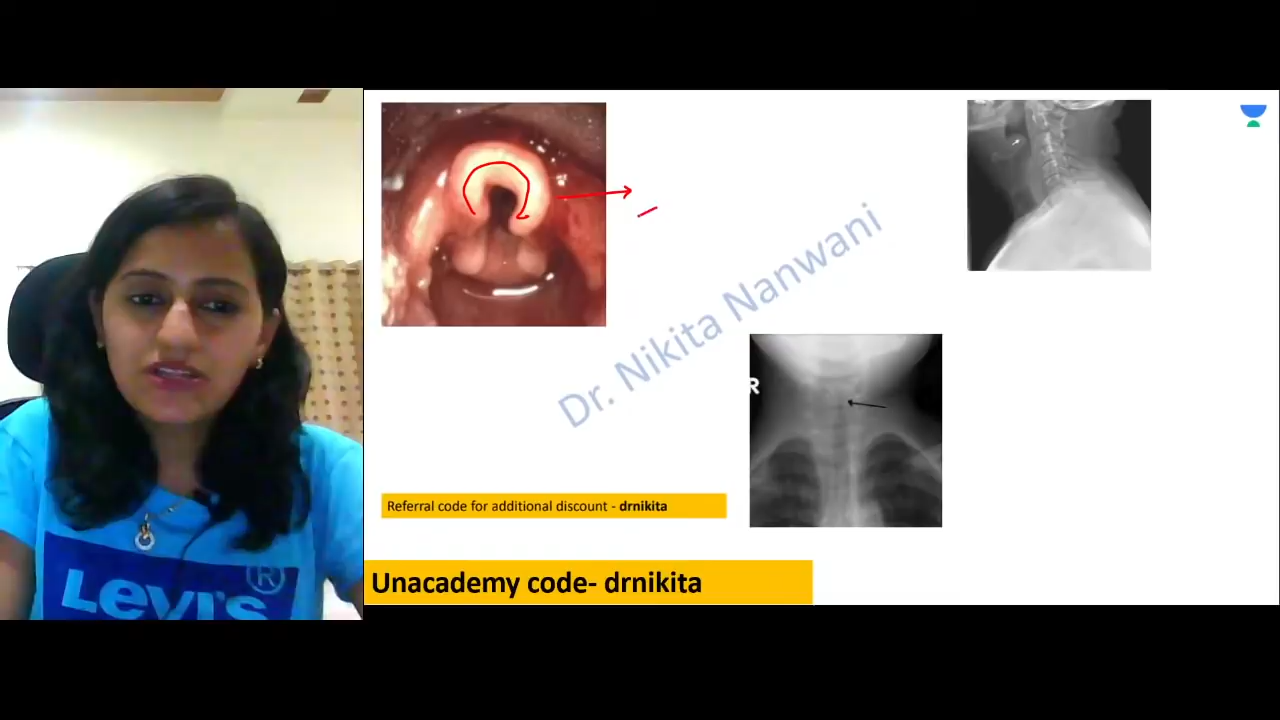 R
Dr. Nikita Nanwani
Referral code for additional discount - drnikita
Levi's ®
Unacademy code- drnikita